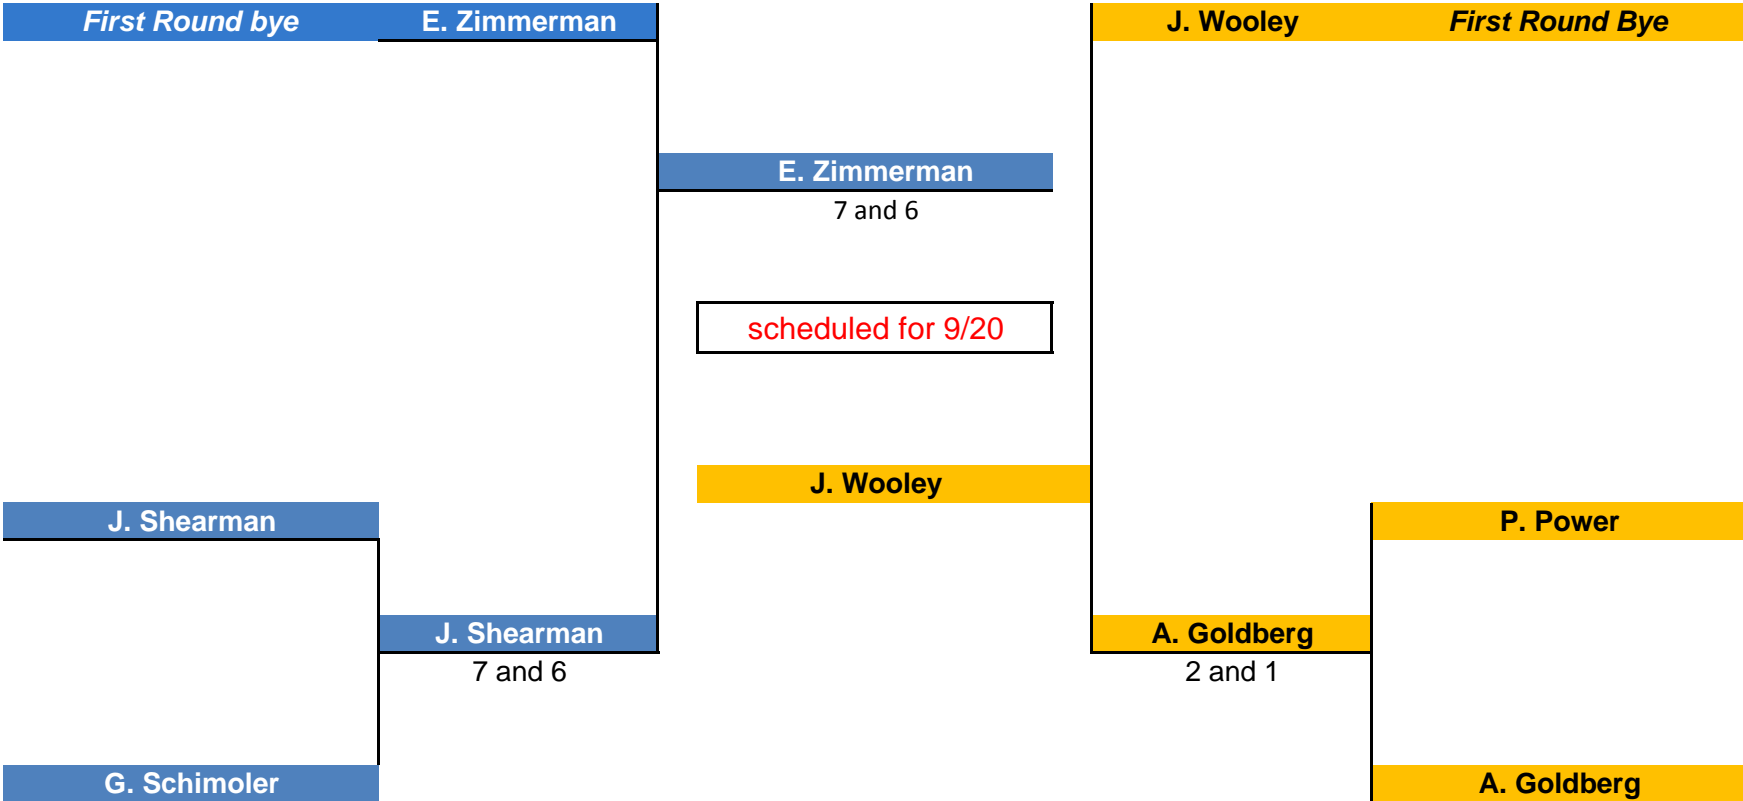 First Round bye E. Zimmerman J. Wooley First Round Bye
E. Zimmerman
7 and 6
scheduled for 9/20
J. Wooley
J. Shearman P. Power
J. Shearman A. Goldberg
7 and 6 2 and 1
G. Schimoler A. Goldberg